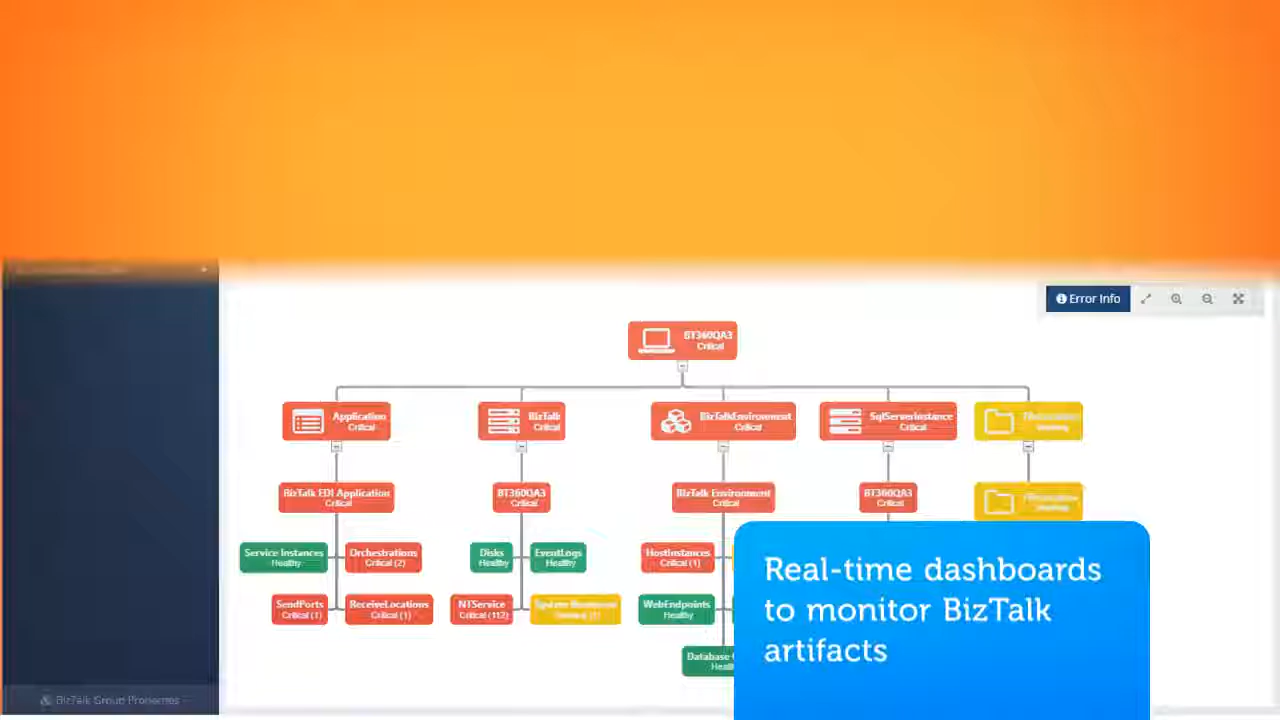 Error Info
BT360QA3
Critical
Application
Critical
BizTalk
Critical
BizTalkEnvironment
Critical
SqlServerInstance
Critical
BizTalk EDI Application
Critical
BT360QA3
Critical
BizTalk Environment
Critical
BT360QA3
Critical
Service Instances
Healthy
Orchestrations
Critical (2)
Disks
Healthy
EventLogs
Healthy
HostInstances
Critical (1)
SendPorts
Critical (1)
ReceiveLocations
Critical (1)
NTService
Critical (112)
WebEndpoints
Healthy
Database
Real-time dashboards
to monitor BizTalk
artifacts
BizTalk Group Properties